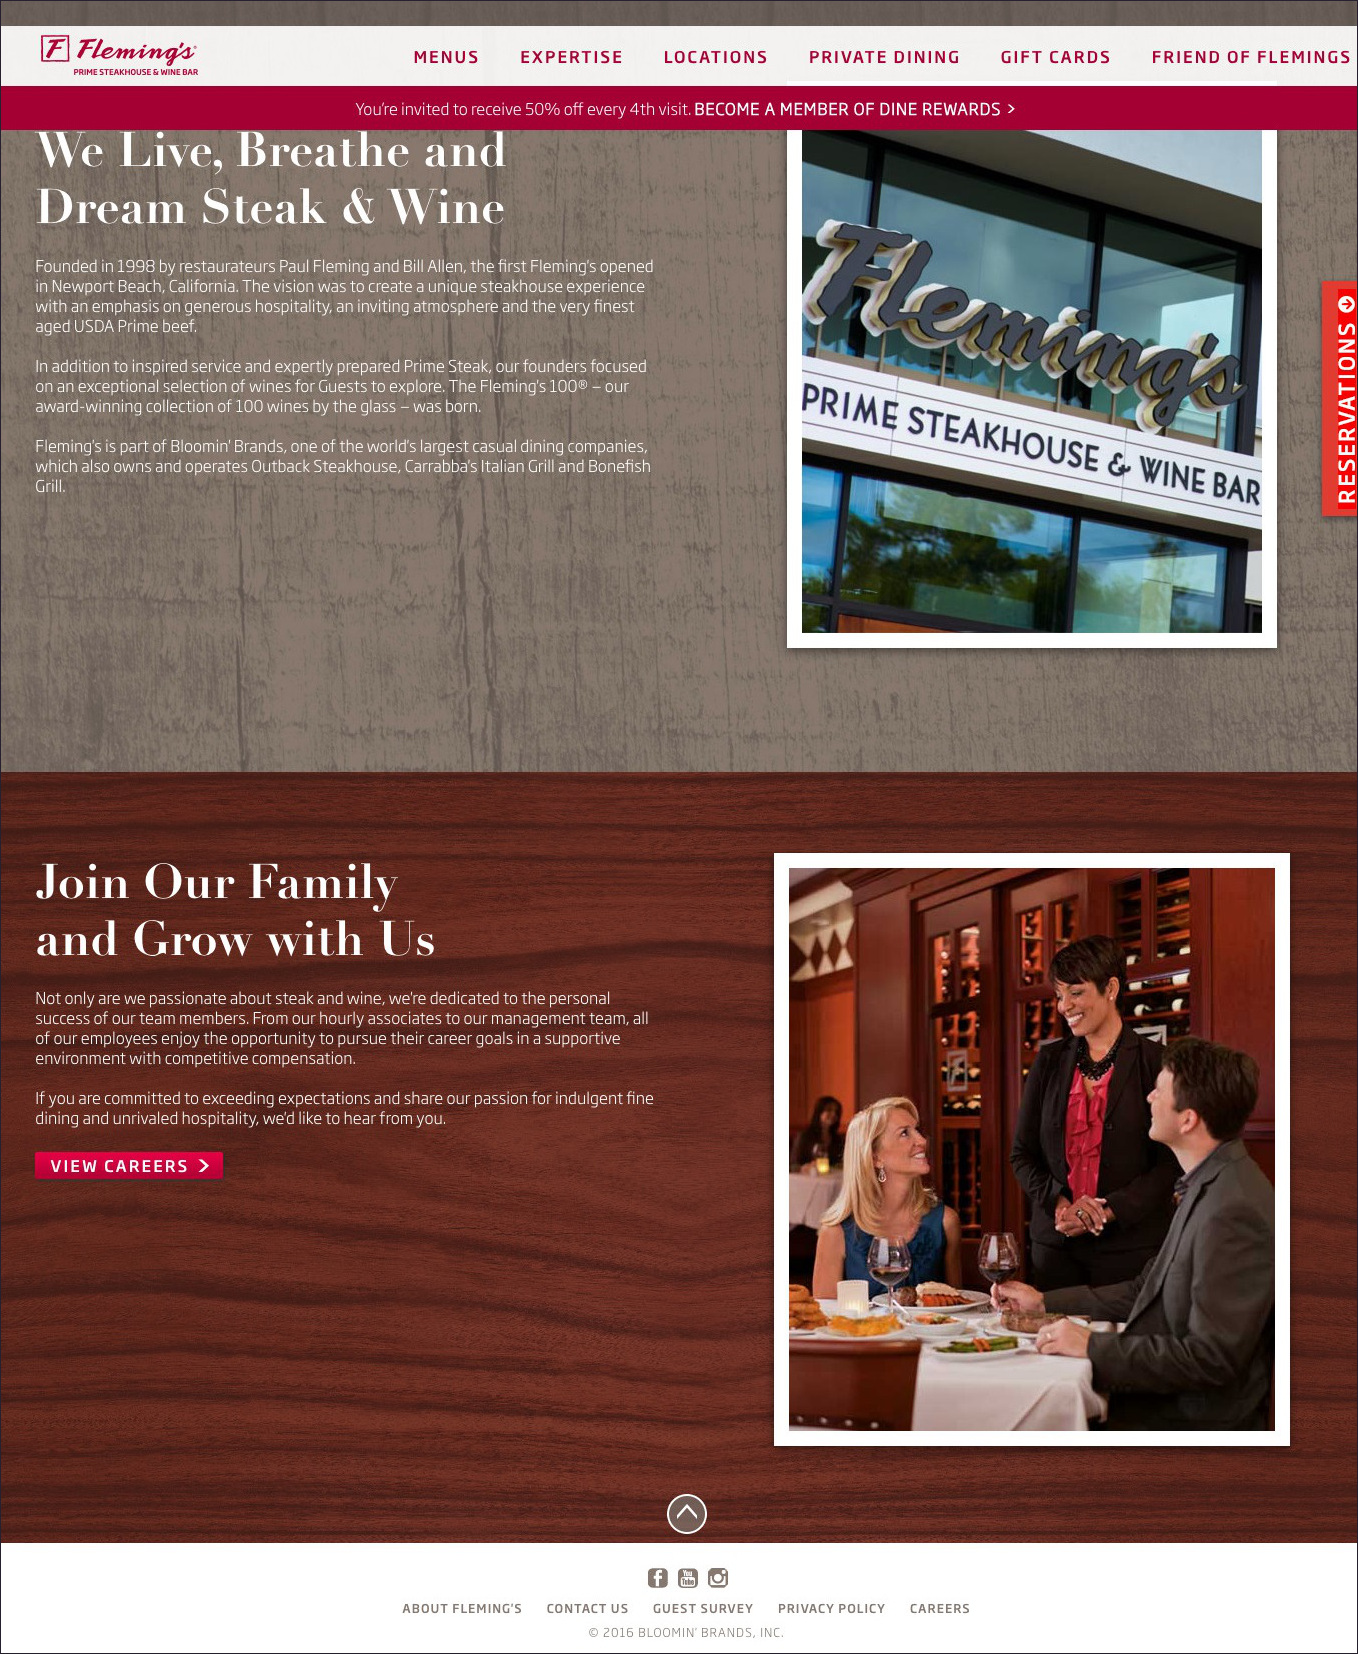 F Fleming's
PRIME STEAKHOUSE & WINE BAR
MENUS EXPERTISE LOCATIONS PRIVATE DINING GIFT CARDS FRIEND OF FLEMINGS
You're invited to receive 50% off every 4th visit. BECOME A MEMBER OF DINE REWARDS >
We Live, Breathe and
Dream Steak & Wine
Founded in 1998 by restaurateurs Paul Fleming and Bill Allen, the first Fleming's opened
in Newport Beach, California. The vision was to create a unique steakhouse experience
with an emphasis on generous hospitality, an inviting atmosphere and the very finest
aged USDA Prime beef.
In addition to inspired service and expertly prepared Prime Steak, our founders focused
on an exceptional selection of wines for Guests to explore. The Fleming's 100® – our
award-winning collection of 100 wines by the glass – was born.
Fleming's is part of Bloomin' Brands, one of the world's largest casual dining companies,
which also owns and operates Outback Steakhouse, Carrabba's Italian Grill and Bonefish
Grill.
Fleming's
PRIME STEAKHOUSE & WINE BAR
RESERVATIONS
Join Our Family
and Grow with Us
Not only are we passionate about steak and wine, we're dedicated to the personal
success of our team members. From our hourly associates to our management team, all
of our employees enjoy the opportunity to pursue their career goals in a supportive
environment with competitive compensation.
If you are committed to exceeding expectations and share our passion for indulgent fine
dining and unrivaled hospitality, we'd like to hear from you.
VIEW CAREERS >
You Tube
ABOUT FLEMING'S CONTACT US GUEST SURVEY PRIVACY POLICY CAREERS
© 2016 BLOOMIN' BRANDS, INC.